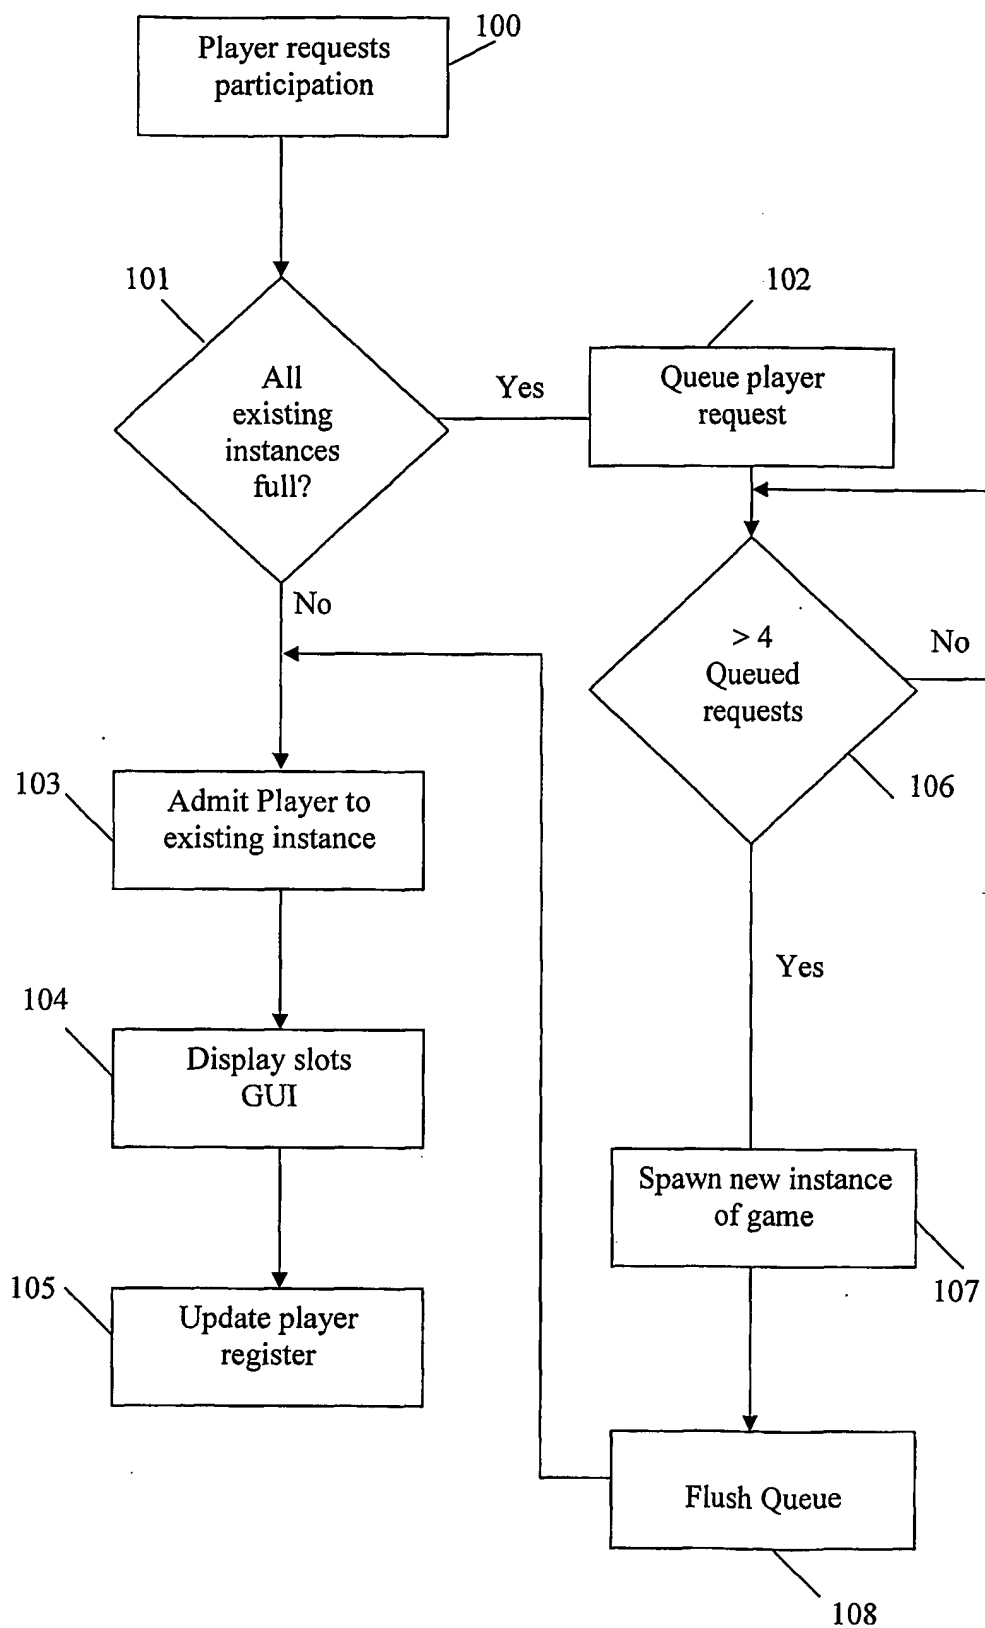 Player requests
participation
100
101
All
existing
instances
full?
Yes
102
Queue player
request
No
> 4
Queued
requests
No
106
103
Admit Player to
existing instance
Yes
104
Display slots
GUI
Spawn new instance
of game
107
105
Update player
register
Flush Queue
108